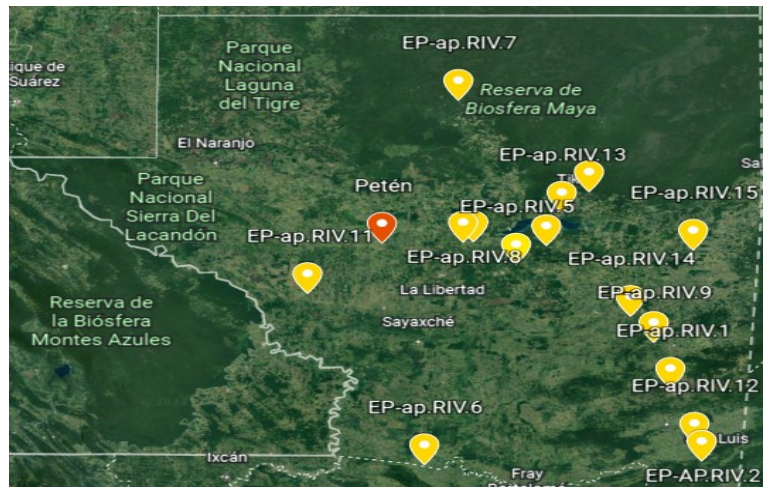 EP-ap.RIV.7
Parque
Nacional
Laguna
del Tigre
ique de
Suárez
Reserva de
Biosfera Maya
El Naranjo
EP-ap.RIV.13
Parque
Nacional
Sierra Del
Lacandón
Petén
EP-ap.RIV.15
EP-ap.RIV.5
EP-ap.RIV.11
EP-ap.RIV.8
EP-ap.RIV.14
La Libertad
EP-ap.RIV.9
Reserva de
la Biósfera
Montes Azules
Sayaxché
EP-ap.RIV.1
EP-ap.RIV.12
EP-ap.RIV.6
Luis
Ixcán
Fray
EP-AP.RIV.2